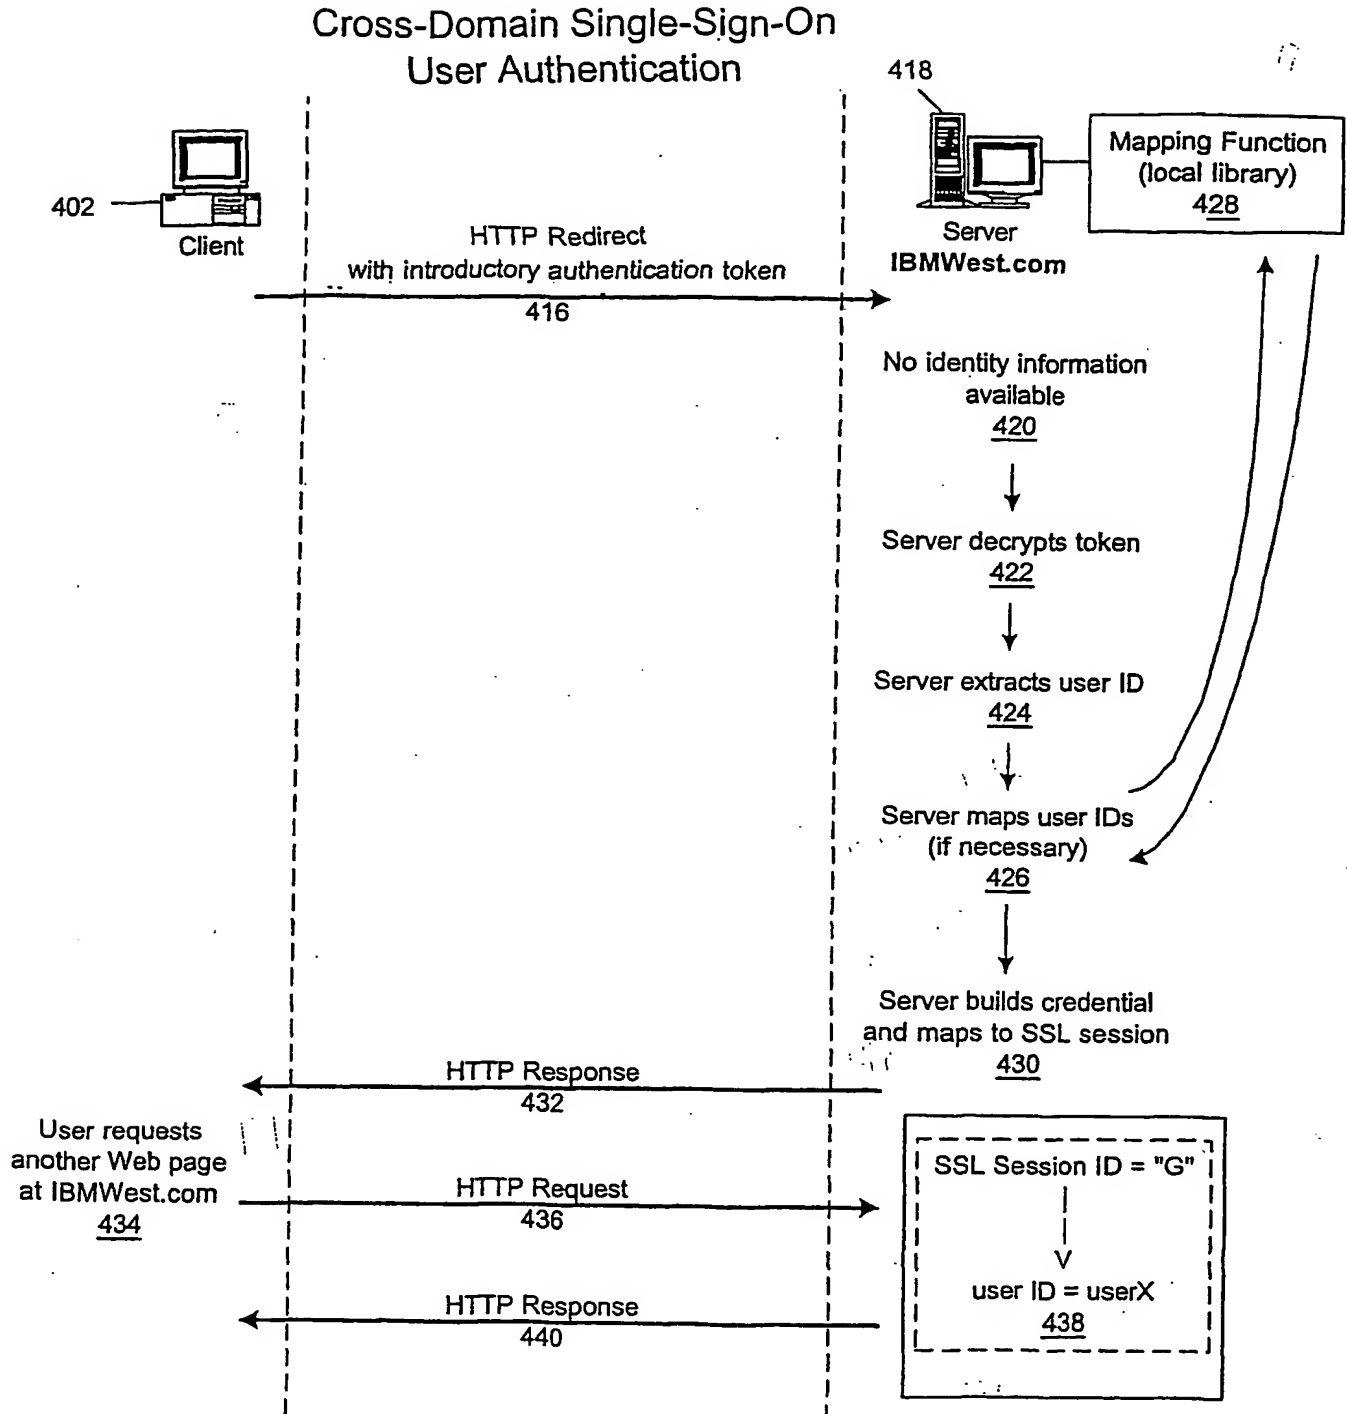 Cross-Domain Single-Sign-On
User Authentication
418
Mapping Function
(local library)
428
402
Client
Server
IBMWest.com
HTTP Redirect
with introductory authentication token
416
No identity information
available
420
Server decrypts token
422
Server extracts user ID
424
Server maps user IDs
(if necessary)
426
Server builds credential
and maps to SSL session
430
HTTP Response
432
User requests
another Web page
at IBMWest.com
434
HTTP Request
436
SSL Session ID = "G"
user ID = userX
438
HTTP Response
440